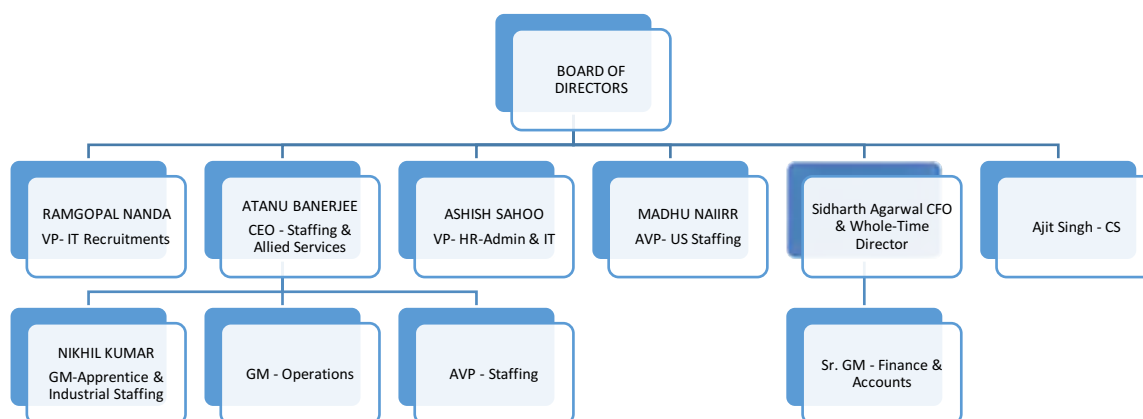 BOARD OF
DIRECTORS
RAMGOPAL NANDA
VP- IT Recruitments
ATANU BANERJEE
CEO - Staffing &
Allied Services
ASHISH SAHOO
VP- HR-Admin & IT
MADHU NAIIRR
AVP- US Staffing
Sidharth Agarwal CFO
& Whole-Time
Director
Ajit Singh - CS
NIKHIL KUMAR
GM-Apprentice &
Industrial Staffing
GM - Operations
AVP - Staffing
Sr. GM - Finance &
Accounts